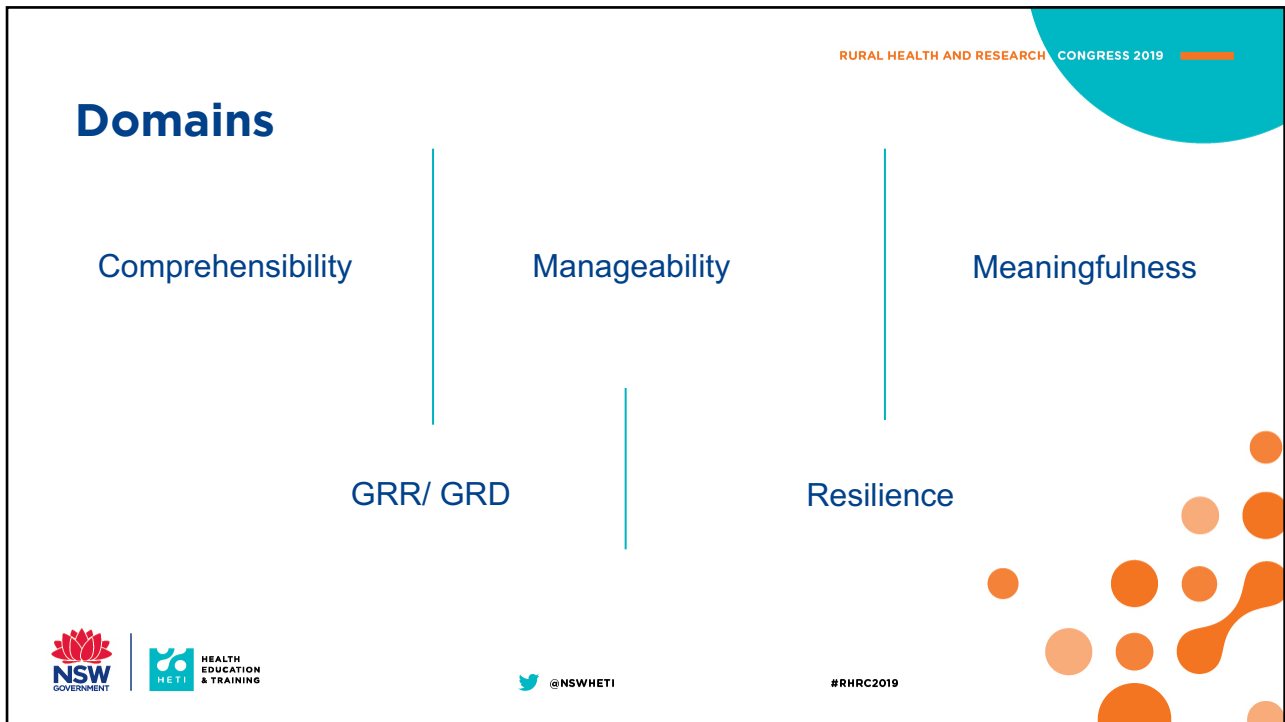 RURAL HEALTH AND RESEARCH CONGRESS 2019
Domains
Comprehensibility
Manageability
Meaningfulness
GRR/ GRD
Resilience
NSW
GOVERNMENT
HETI
HEALTH
EDUCATION
& TRAINING
@NSWHETI
#RHRC2019